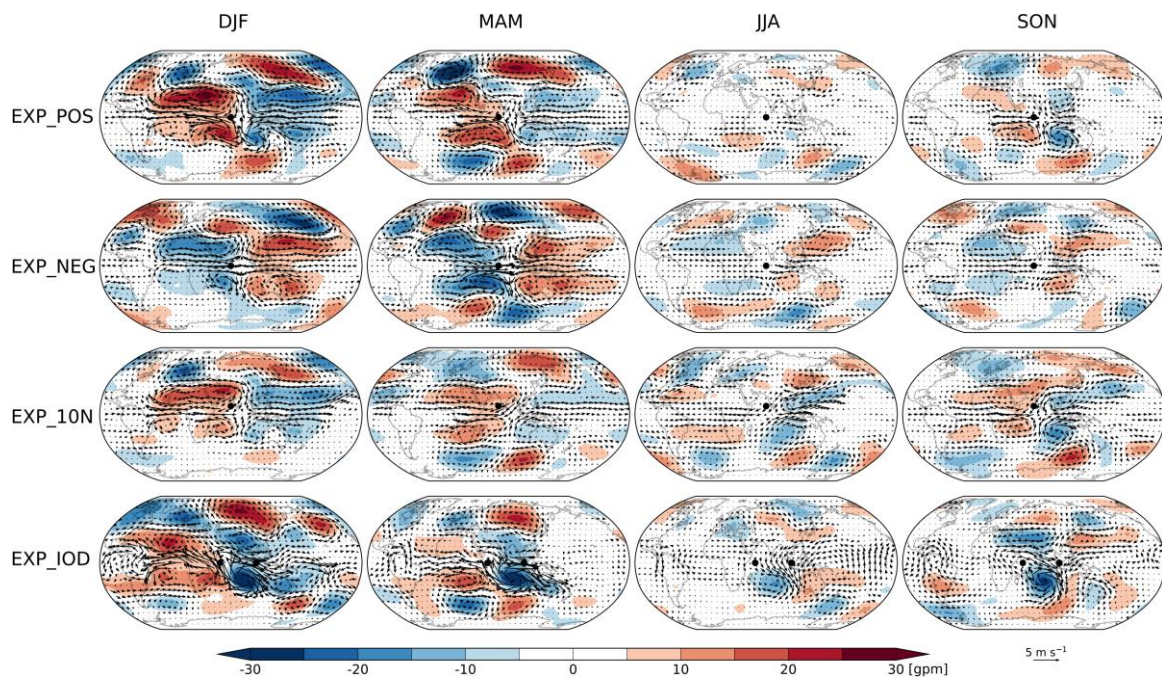 DJF MAM JJA SON
EXP_POS
EXP_NEG
EXP_10N
EXP_IOD
-30 -20 -10 0 10 20 30 [gpm] 5 m s⁻¹